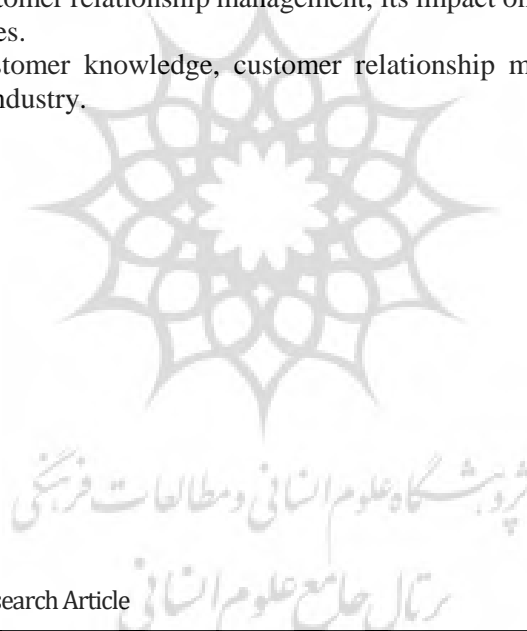 tomer relationship management, its impact on
es.
stomer knowledge, customer relationship m
ndustry.
پژوهشگاه علوم انسانی و مطالعات فرهنگی
پرتال جامع علوم انسانی
search Article